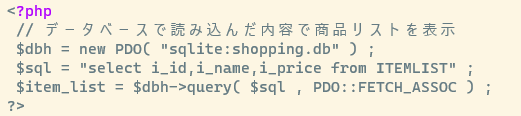 <?php
// データベースで読み込んだ内容で商品リストを表示
$dbh = new PDO( "sqlite:shopping.db" ) ;
$sql = "select i_id,i_name,i_price from ITEMLIST" ;
$item_list = $dbh->query( $sql , PDO::FETCH_ASSOC ) ;
?>